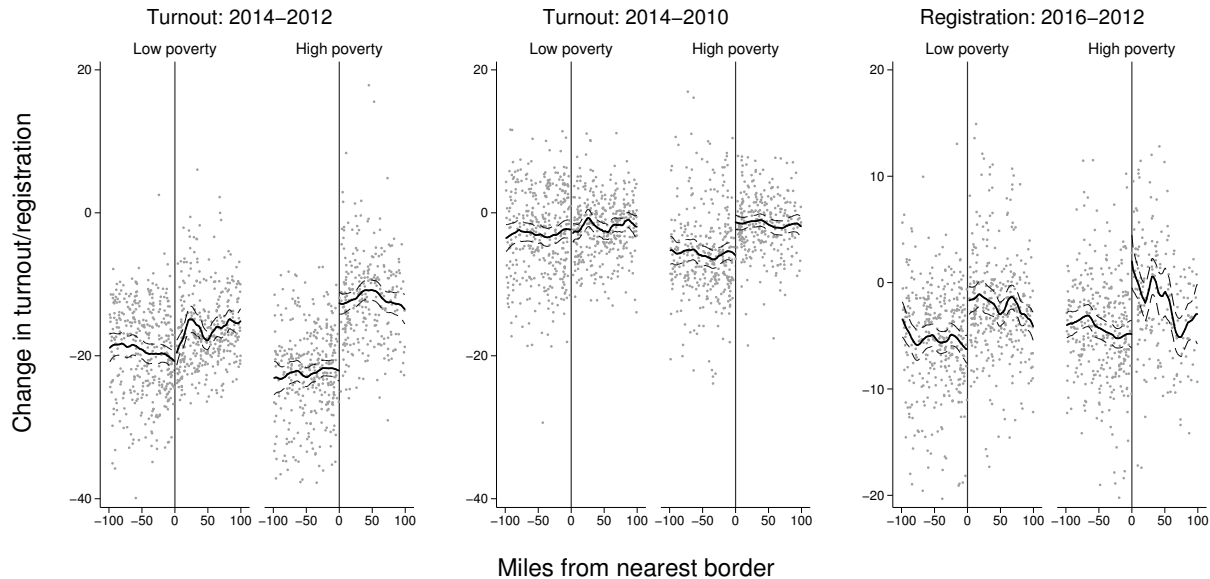 Turnout: 2014−2012
Turnout: 2014−2010
Registration: 2016−2012
Low poverty
High poverty
Low poverty
High poverty
Low poverty
High poverty
Change in turnout/registration
20
0
−20
−40
20
0
−20
−40
20
10
0
−10
−20
−100 −50 0 50 100
−100 −50 0 50 100
−100 −50 0 50 100
−100 −50 0 50 100
−100 −50 0 50 100
−100 −50 0 50 100
Miles from nearest border